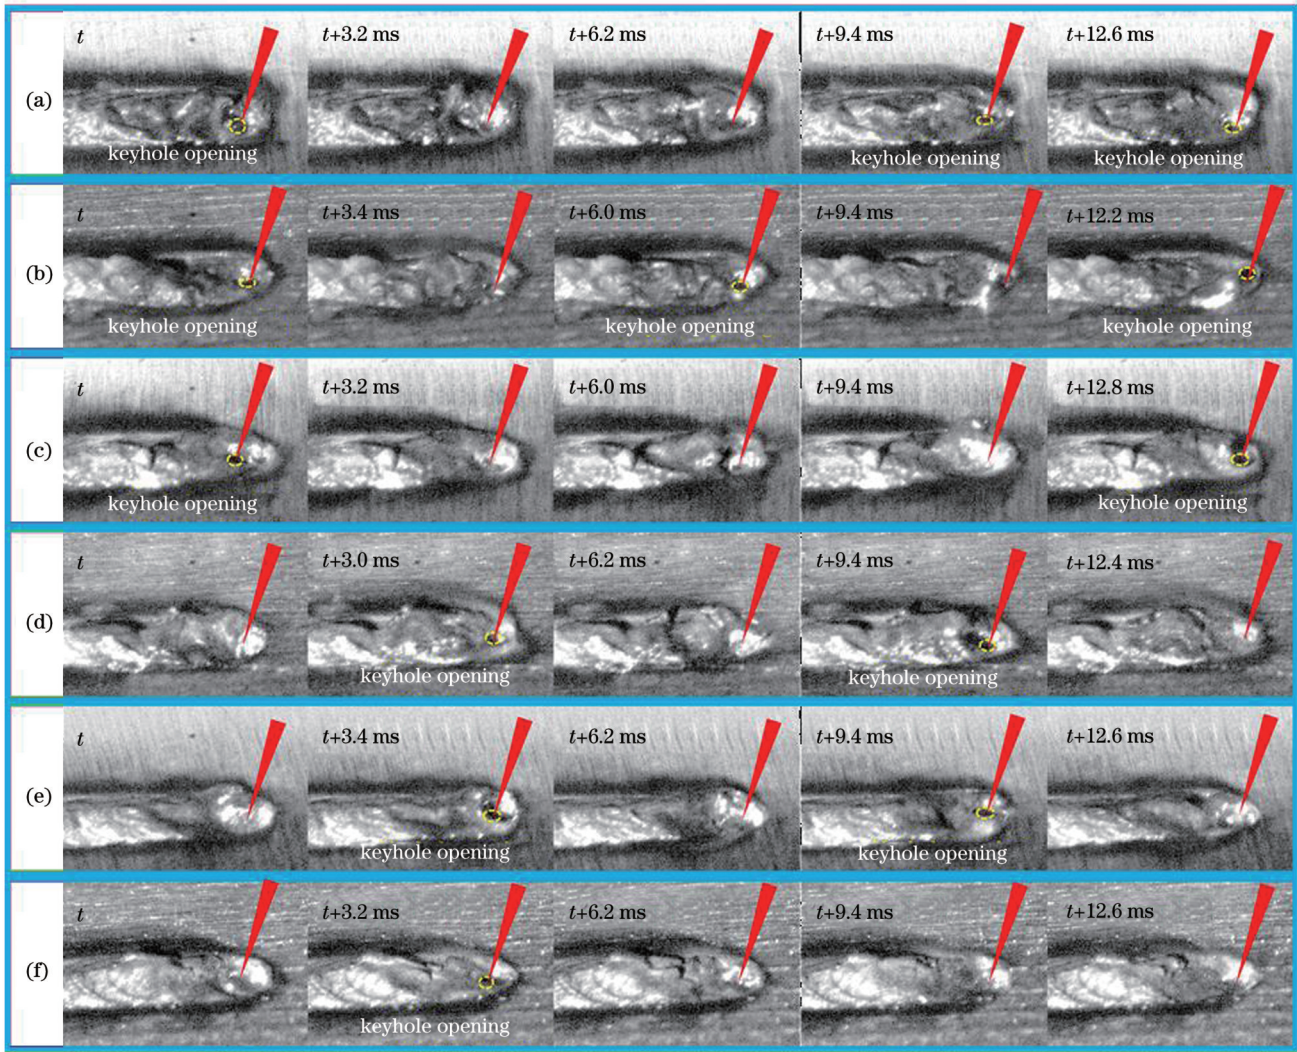 t
t+3.2 ms
t+6.2 ms
t+9.4 ms
t+12.6 ms
(a)
keyhole opening
keyhole opening
keyhole opening
t
t+3.4 ms
t+6.0 ms
t+9.4 ms
t+12.2 ms
(b)
keyhole opening
keyhole opening
keyhole opening
t
t+3.2 ms
t+6.0 ms
t+9.4 ms
t+12.8 ms
(c)
keyhole opening
keyhole opening
t
t+3.0 ms
t+6.2 ms
t+9.4 ms
t+12.4 ms
(d)
keyhole opening
keyhole opening
t
t+3.4 ms
t+6.2 ms
t+9.4 ms
t+12.6 ms
(e)
keyhole opening
keyhole opening
t
t+3.2 ms
t+6.2 ms
t+9.4 ms
t+12.6 ms
(f)
keyhole opening